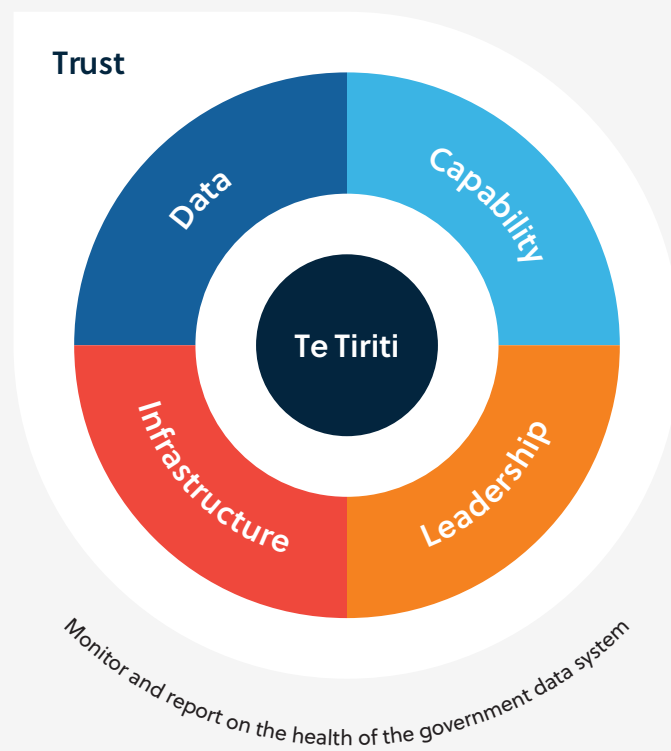 Trust
Data
Capability
Te Tiriti
Infrastructure
Leadership
Monitor and report on the health of the government data system